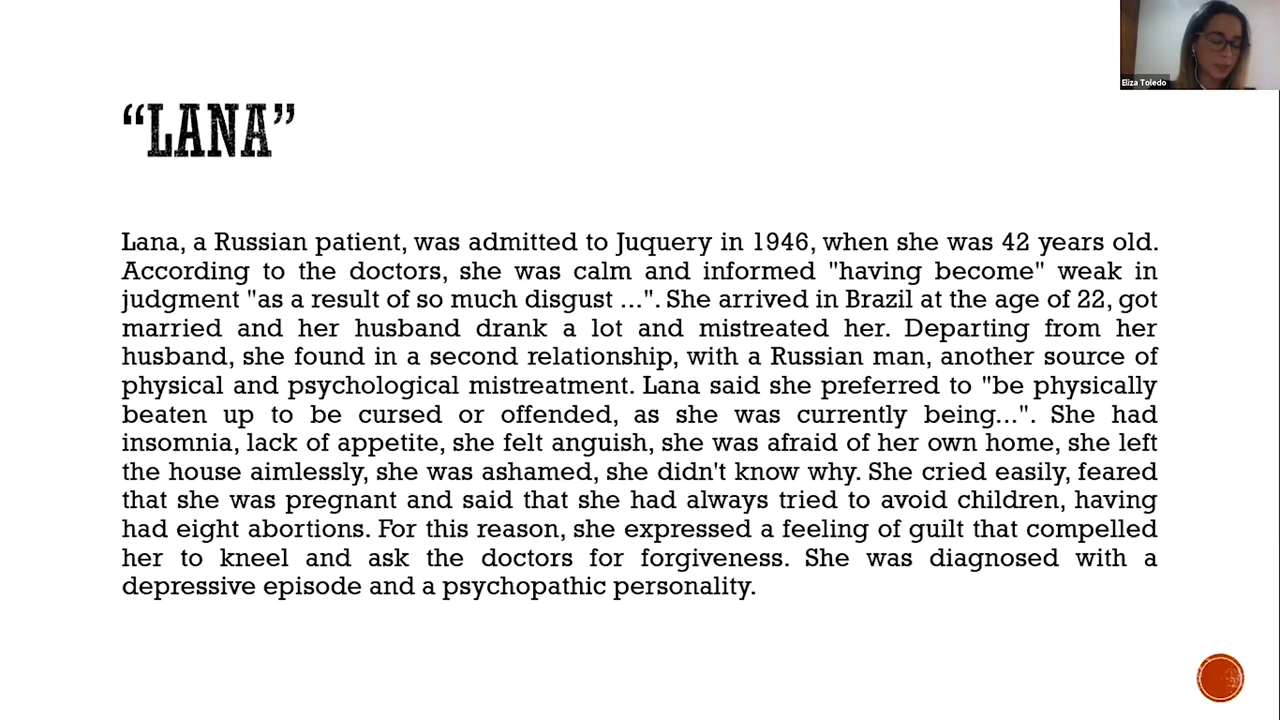 Eliza Toledo
“LANA”
Lana, a Russian patient, was admitted to Juquery in 1946, when she was 42 years old.
According to the doctors, she was calm and informed "having become" weak in
judgment "as a result of so much disgust ...". She arrived in Brazil at the age of 22, got
married and her husband drank a lot and mistreated her. Departing from her
husband, she found in a second relationship, with a Russian man, another source of
physical and psychological mistreatment. Lana said she preferred to "be physically
beaten up to be cursed or offended, as she was currently being...". She had
insomnia, lack of appetite, she felt anguish, she was afraid of her own home, she left
the house aimlessly, she was ashamed, she didn't know why. She cried easily, feared
that she was pregnant and said that she had always tried to avoid children, having
had eight abortions. For this reason, she expressed a feeling of guilt that compelled
her to kneel and ask the doctors for forgiveness. She was diagnosed with a
depressive episode and a psychopathic personality.